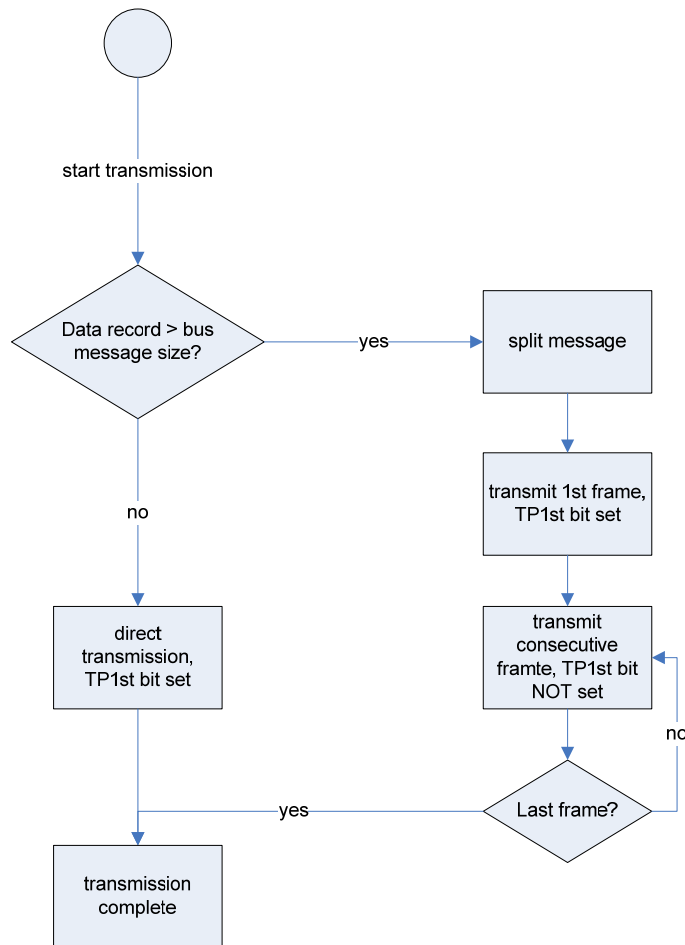 start transmission
Data record > bus
message size?
yes
split message
transmit 1st frame,
TP1st bit set
no
direct
transmission,
TP1st bit set
transmit
consecutive
framte, TP1st bit
NOT set
no
Last frame?
yes
transmission
complete